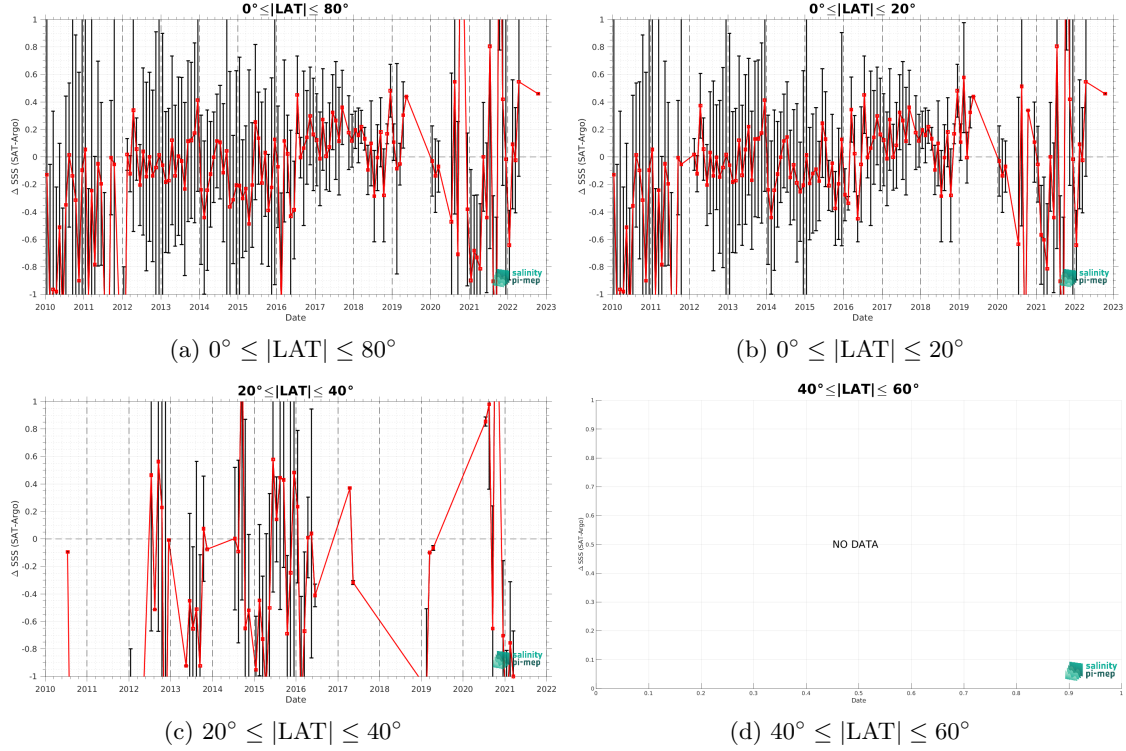 0°≤|LAT|≤ 80°
Δ SSS (SAT-Argo)
1
0.8
0.6
0.4
0.2
0
-0.2
-0.4
-0.6
-0.8
-1
2010 2011 2012 2013 2014 2015 2016 2017 2018 2019 2020 2021 2022 2023
Date
salinity
pi-mep
(a) 0° ≤ |LAT| ≤ 80°
0°≤|LAT|≤ 20°
Δ SSS (SAT-Argo)
1
0.8
0.6
0.4
0.2
0
-0.2
-0.4
-0.6
-0.8
-1
2010 2011 2012 2013 2014 2015 2016 2017 2018 2019 2020 2021 2022 2023
Date
salinity
pi-mep
(b) 0° ≤ |LAT| ≤ 20°
20°≤|LAT|≤ 40°
Δ SSS (SAT-Argo)
1
0.8
0.6
0.4
0.2
0
-0.2
-0.4
-0.6
-0.8
-1
2010 2011 2012 2013 2014 2015 2016 2017 2018 2019 2020 2021 2022
Date
salinity
pi-mep
(c) 20° ≤ |LAT| ≤ 40°
40°≤|LAT|≤ 60°
Δ SSS (SAT-Argo)
1
0.9
0.8
0.7
0.6
0.5
0.4
0.3
0.2
0.1
0
NO DATA
0 0.1 0.2 0.3 0.4 0.5 0.6 0.7 0.8 0.9 1
Date
salinity
pi-mep
(d) 40° ≤ |LAT| ≤ 60°